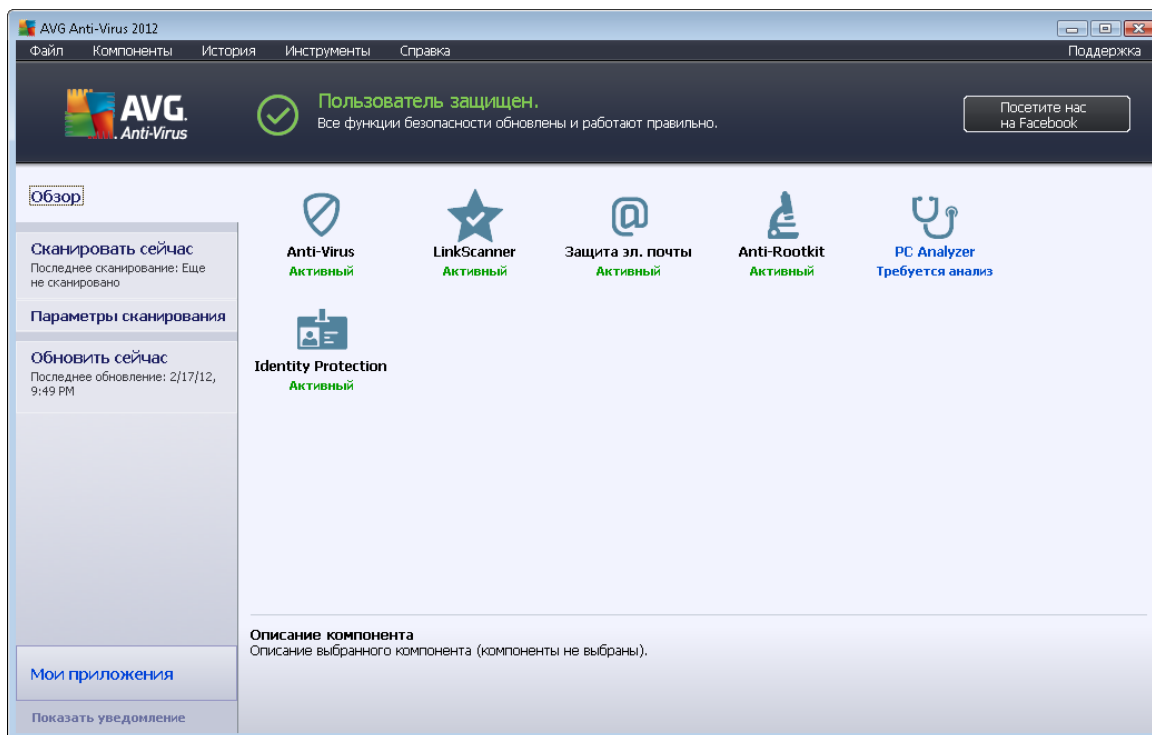 AVG Anti-Virus 2012
Файл Компоненты История Инструменты Справка Поддержка
AVG.
Anti-Virus
Пользователь защищен.
Все функции безопасности обновлены и работают правильно.
Посетите нас
на Facebook
Обзор
Сканировать сейчас
Последнее сканирование: Еще
не сканировано
Параметры сканирования
Обновить сейчас
Последнее обновление: 2/17/12,
9:49 PM
Anti-Virus
Активный
LinkScanner
Активный
Защита эл. почты
Активный
Anti-Rootkit
Активный
PC Analyzer
Требуется анализ
Identity Protection
Активный
Описание компонента
Описание выбранного компонента (компоненты не выбраны).
Мои приложения
Показать уведомление